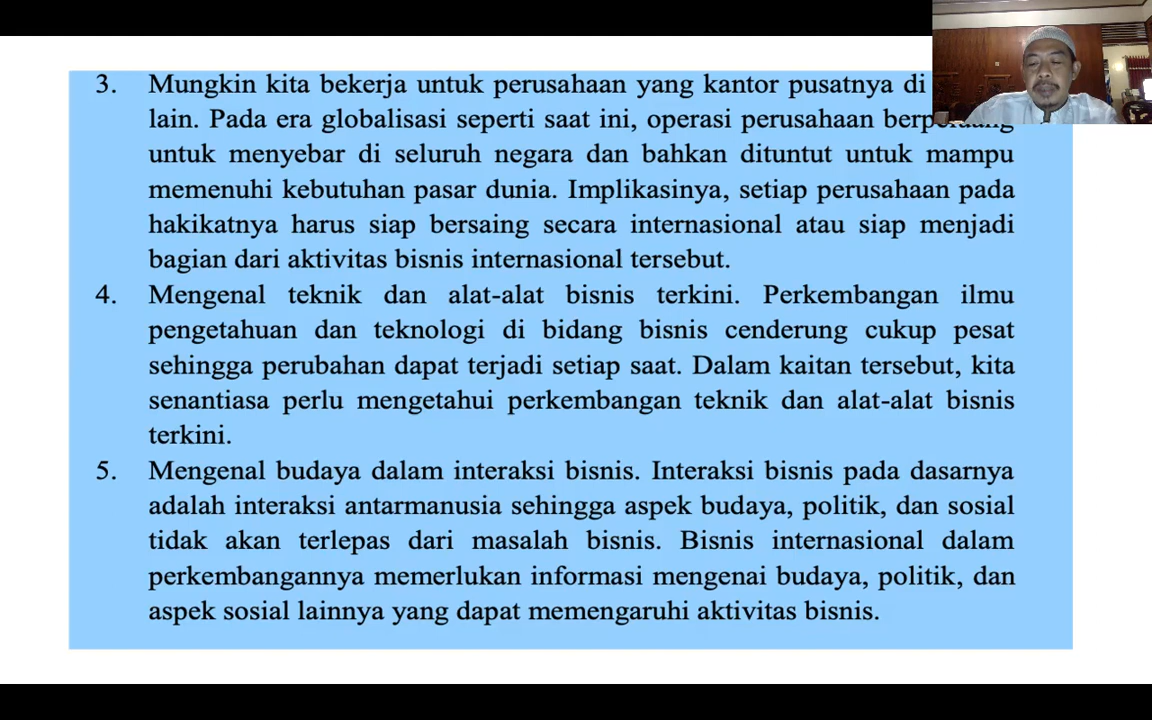 3. Mungkin kita bekerja untuk perusahaan yang kantor pusatnya di
lain. Pada era globalisasi seperti saat ini, operasi perusahaan
untuk menyebar di seluruh negara dan bahkan dituntut untuk mampu
memenuhi kebutuhan pasar dunia. Implikasinya, setiap perusahaan pada
hakikatnya harus siap bersaing secara internasional atau siap menjadi
bagian dari aktivitas bisnis internasional tersebut.
4. Mengenal teknik dan alat-alat bisnis terkini. Perkembangan ilmu
pengetahuan dan teknologi di bidang bisnis cenderung cukup pesat
sehingga perubahan dapat terjadi setiap saat. Dalam kaitan tersebut, kita
senantiasa perlu mengetahui perkembangan teknik dan alat-alat bisnis
terkini.
5. Mengenal budaya dalam interaksi bisnis. Interaksi bisnis pada dasarnya
adalah interaksi antarmanusia sehingga aspek budaya, politik, dan sosial
tidak akan terlepas dari masalah bisnis. Bisnis internasional dalam
perkembangannya memerlukan informasi mengenai budaya, politik, dan
aspek sosial lainnya yang dapat memengaruhi aktivitas bisnis.